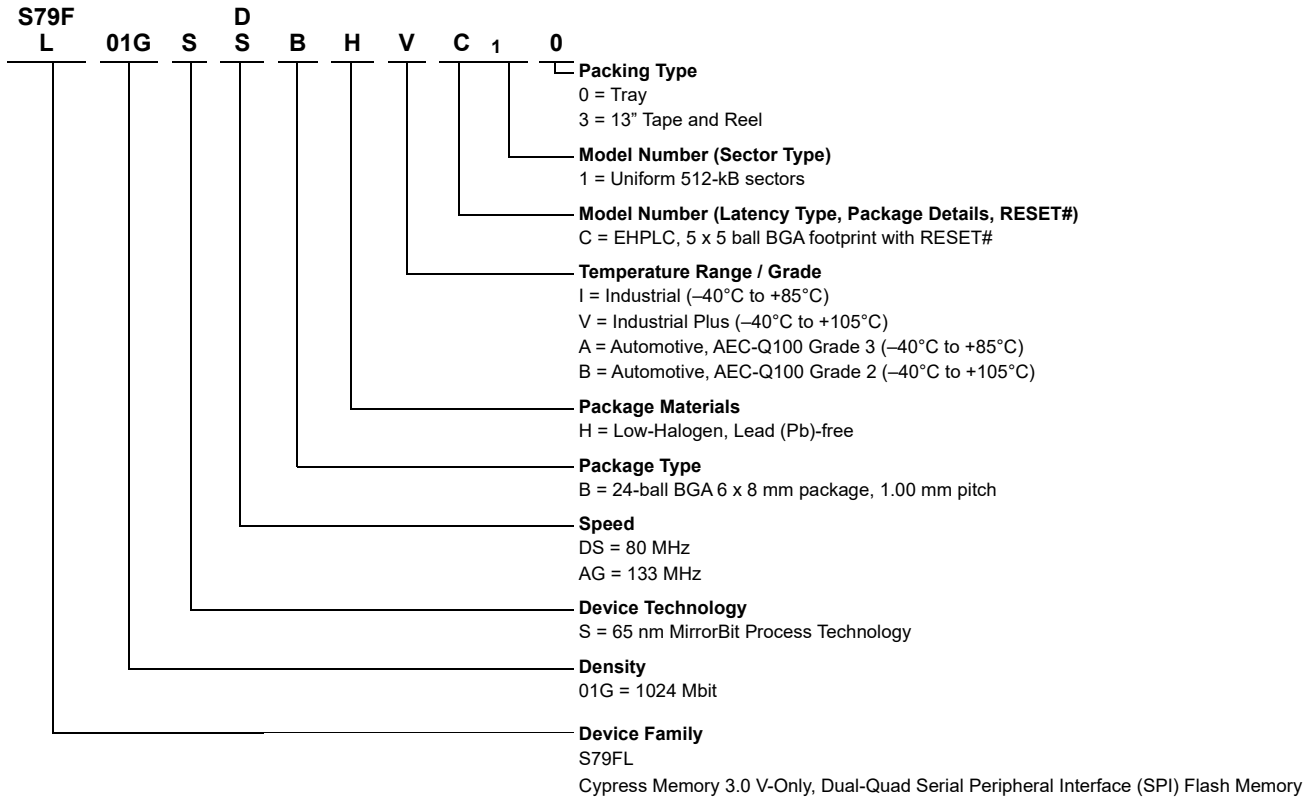 S79F D
L 01G S S B H V C 1 0
Packing Type
0 = Tray
3 = 13” Tape and Reel
Model Number (Sector Type)
1 = Uniform 512-kB sectors
Model Number (Latency Type, Package Details, RESET#)
C = EHPLC, 5 x 5 ball BGA footprint with RESET#
Temperature Range / Grade
I = Industrial (–40°C to +85°C)
V = Industrial Plus (–40°C to +105°C)
A = Automotive, AEC-Q100 Grade 3 (–40°C to +85°C)
B = Automotive, AEC-Q100 Grade 2 (–40°C to +105°C)
Package Materials
H = Low-Halogen, Lead (Pb)-free
Package Type
B = 24-ball BGA 6 x 8 mm package, 1.00 mm pitch
Speed
DS = 80 MHz
AG = 133 MHz
Device Technology
S = 65 nm MirrorBit Process Technology
Density
01G = 1024 Mbit
Device Family
S79FL
Cypress Memory 3.0 V-Only, Dual-Quad Serial Peripheral Interface (SPI) Flash Memory